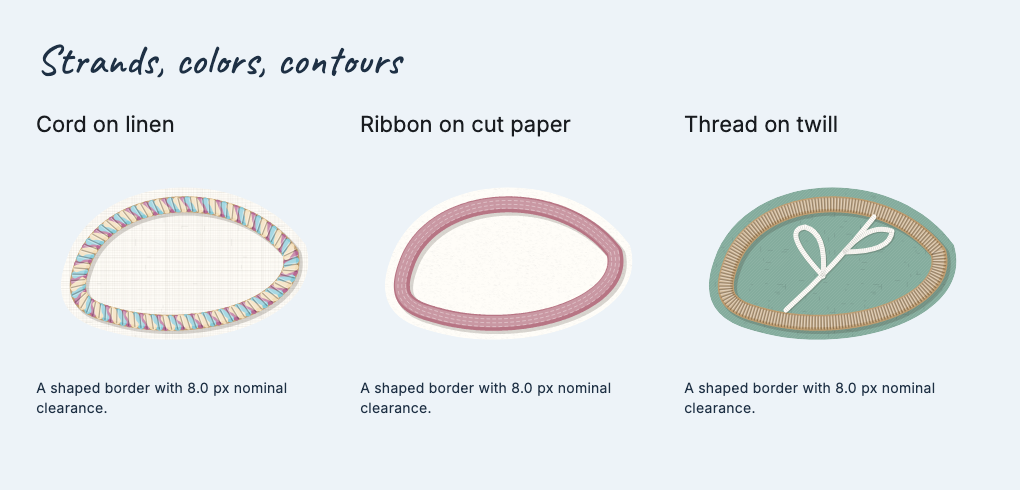 Strands, colors, contours
Cord on linen
Ribbon on cut paper
Thread on twill
A shaped border with 8.0 px nominal
clearance.
A shaped border with 8.0 px nominal
clearance.
A shaped border with 8.0 px nominal
clearance.